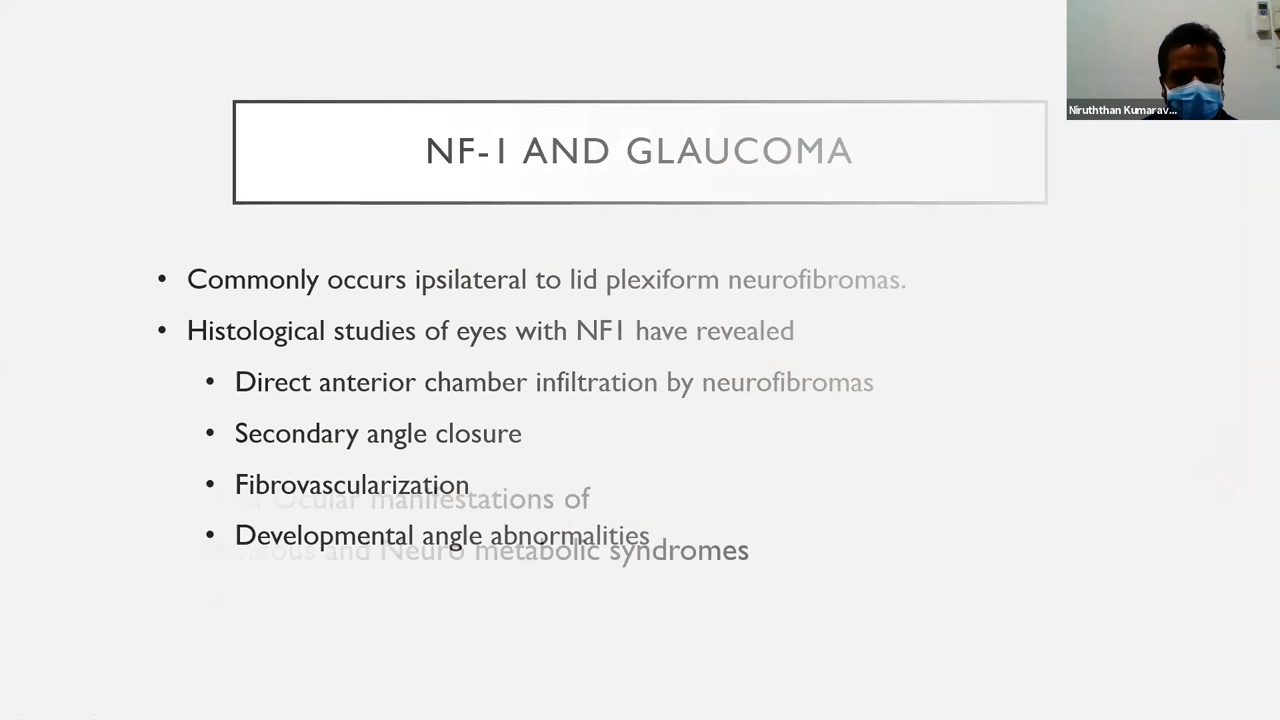 Niruththan Kumarav...
NF-1 AND GLAUCOMA
• Commonly occurs ipsilateral to lid plexiform neurofibromas.
• Histological studies of eyes with NF1 have revealed
• Direct anterior chamber infiltration by neurofibromas
• Secondary angle closure
• Fibrovascularization
Ocular manifestations of
• Developmental angle abnormalities
and Neuro metabolic syndromes